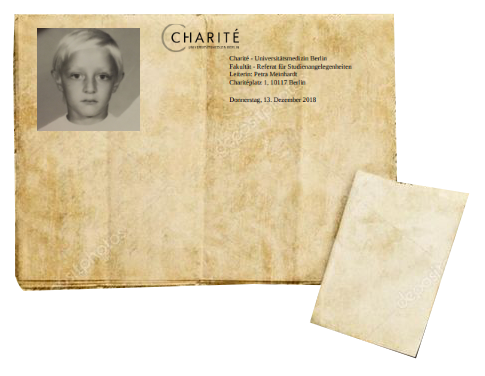 CHARITÉ
UNIVERSITÄTSMEDIZIN BERLIN
Charité - Universitätsmedizin Berlin
Fakultät - Referat für Studienangelegenheiten
Leiterin: Petra Meinhardt
Charitéplatz 1, 10117 Berlin
Donnerstag, 13. Dezember 2018
depositphotos